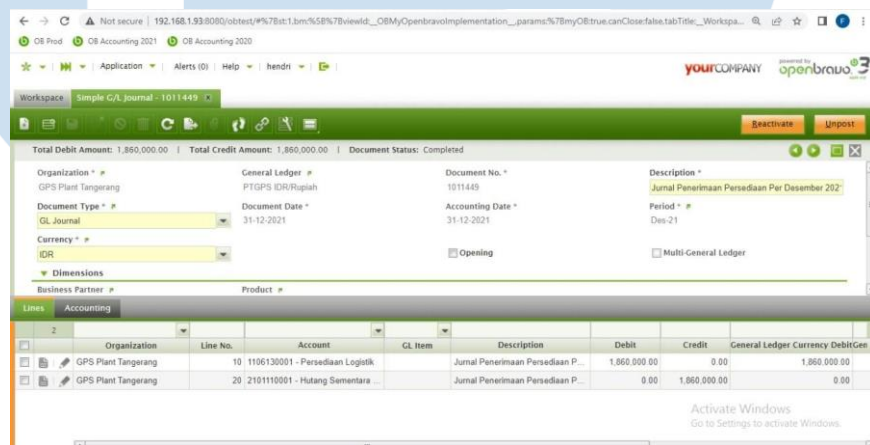 Not secure | 192.168.1.93:8080/obtest/#%7Bst:1.bm:%5B%7BviewId:__OBMyOpenbravoImplementation__,params:%7BmyOB:true.canClose:false,tabTitle:__Workspa...
OB Prod OB Accounting 2021 OB Accounting 2020
Application Alerts (0) Help hendri
yourCOMPANY powered by openbravo. 3
Workspace Simple G/L Journal - 1011449
Reactivate Unpost
Total Debit Amount: 1,860,000.00 | Total Credit Amount: 1,860,000.00 | Document Status: Completed
Organization * General Ledger Document No. * Description *
GPS Plant Tangerang PTGPS IDR/Rupiah 1011449 Jurnal Penerimaan Persediaan Per Desember 202
Document Type * Document Date * Accounting Date * Period *
GL Journal 31-12-2021 31-12-2021 Des-21
Currency *
IDR Opening Multi-General Ledger
Dimensions
Business Partner Product
Lines Accounting
2
Organization Line No. Account GL Item Description Debit Credit General Ledger Currency Debit Gen
GPS Plant Tangerang 10 1106130001 - Persediaan Logistik Jurnal Penerimaan Persediaan P... 1,860,000.00 0.00 1,860,000.00
GPS Plant Tangerang 20 2101110001 - Hutang Sementara ... Jurnal Penerimaan Persediaan P... 0.00 1,860,000.00 0.00
Activate Windows
Go to Settings to activate Windows.